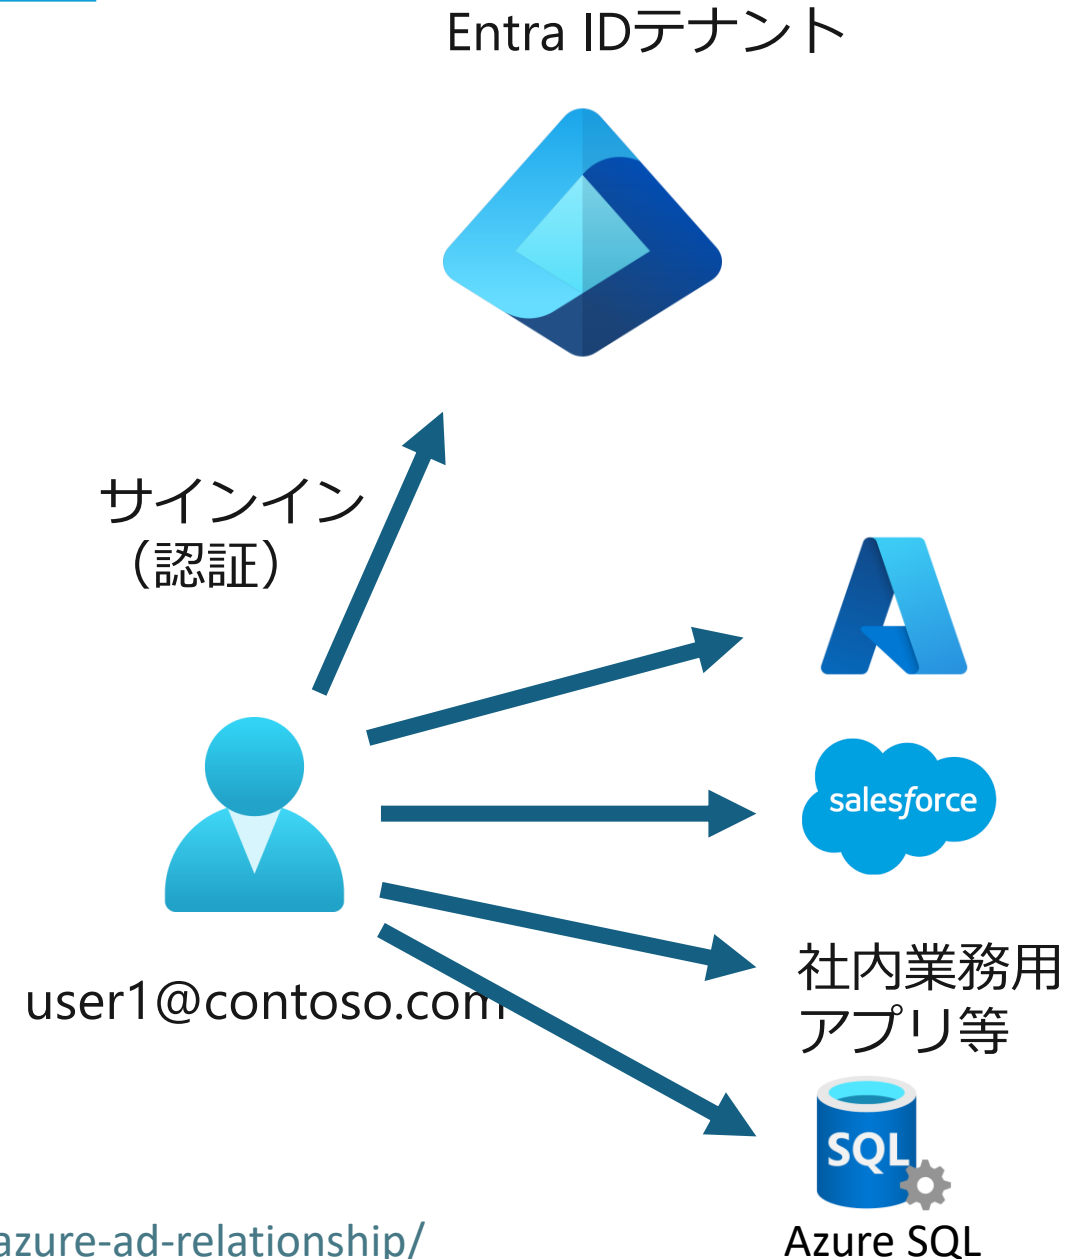 Entra IDテナント
サインイン
（認証）
salesforce
user1@contoso.com
社内業務用
アプリ等
SQL
Azure SQL
azure-ad-relationship/